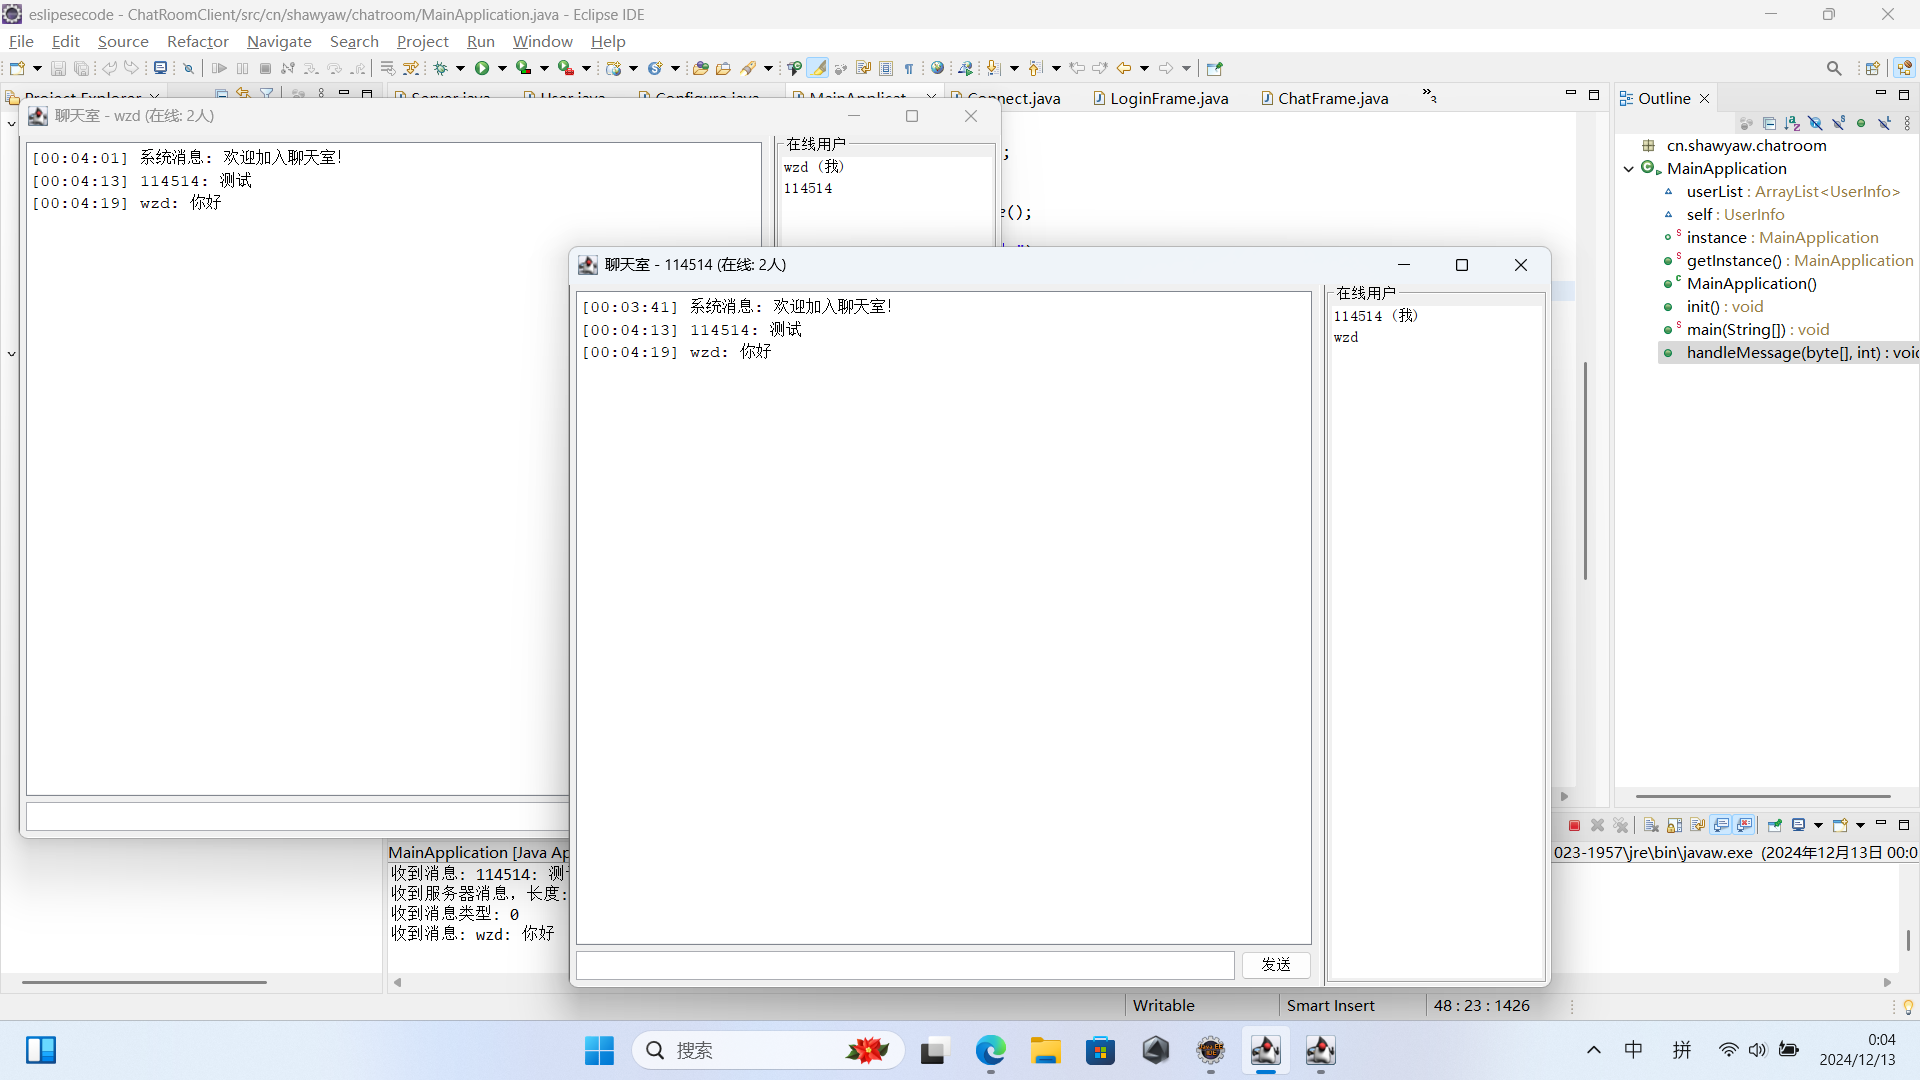 eslipesecode - ChatRoomClient/src/cn/shawyaw/chatroom/MainApplication.java - Eclipse IDE
File Edit Source Refactor Navigate Search Project Run Window Help
Project Explorer
Server.java User.java Configure.java MainApplicat... Connect.java LoginFrame.java ChatFrame.java »3
聊天室 - wzd (在线: 2人)
[00:04:01] 系统消息: 欢迎加入聊天室!
[00:04:13] 114514: 测试
[00:04:19] wzd: 你好
在线用户
wzd (我)
114514
;
e();
");
聊天室 - 114514 (在线: 2人)
[00:03:41] 系统消息: 欢迎加入聊天室!
[00:04:13] 114514: 测试
[00:04:19] wzd: 你好
发送
在线用户
114514 (我)
wzd
Outline
cn.shawyaw.chatroom
MainApplication
userList : ArrayList<UserInfo>
self : UserInfo
instance : MainApplication
getInstance() : MainApplication
MainApplication()
init() : void
main(String[]) : void
handleMessage(byte[], int) : voic
MainApplication [Java Ap
023-1957\jre\bin\javaw.exe (2024年12月13日 00:0
收到消息: 114514: 测
收到服务器消息, 长度:
收到消息类型: 0
收到消息: wzd: 你好
Writable
Smart Insert
48 : 23 : 1426
搜索
中
拼
0:04
2024/12/13